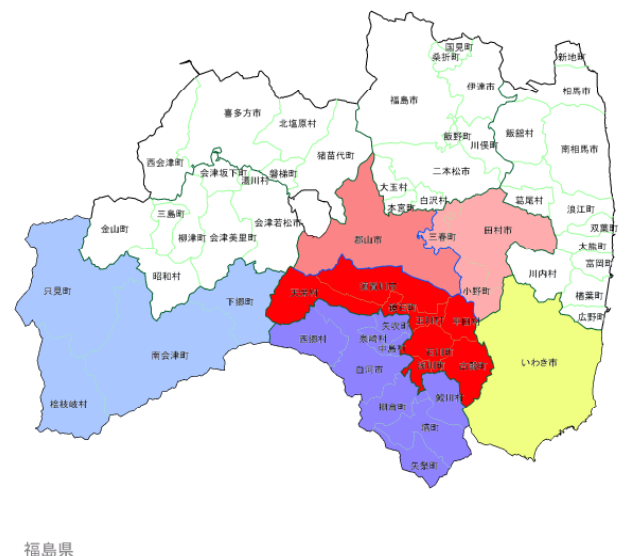 国見町
桑折町
新地町
伊達市
相馬市
福島市
喜多方市
北塩原村
飯野町
川俣町
飯舘村
南相馬市
猪苗代町
西会津町
会津坂下町
湯川村
磐梯町
二本松市
大玉村
白沢村
本宮町
葛尾村
浪江町
三島町
会津若松市
金山町
柳津町
会津美里町
郡山市
三春町
田村市
双葉町
大熊町
昭和村
川内村
富岡町
只見町
下郷町
天栄村
須賀川市
小野町
楢葉町
鏡石町
玉川村
平田村
広野町
矢吹町
西郷村
泉崎村
中島村
石川町
南会津町
いわき市
浅川町
古殿町
白河市
鮫川村
桧枝岐村
棚倉町
塙町
矢祭町
福島県